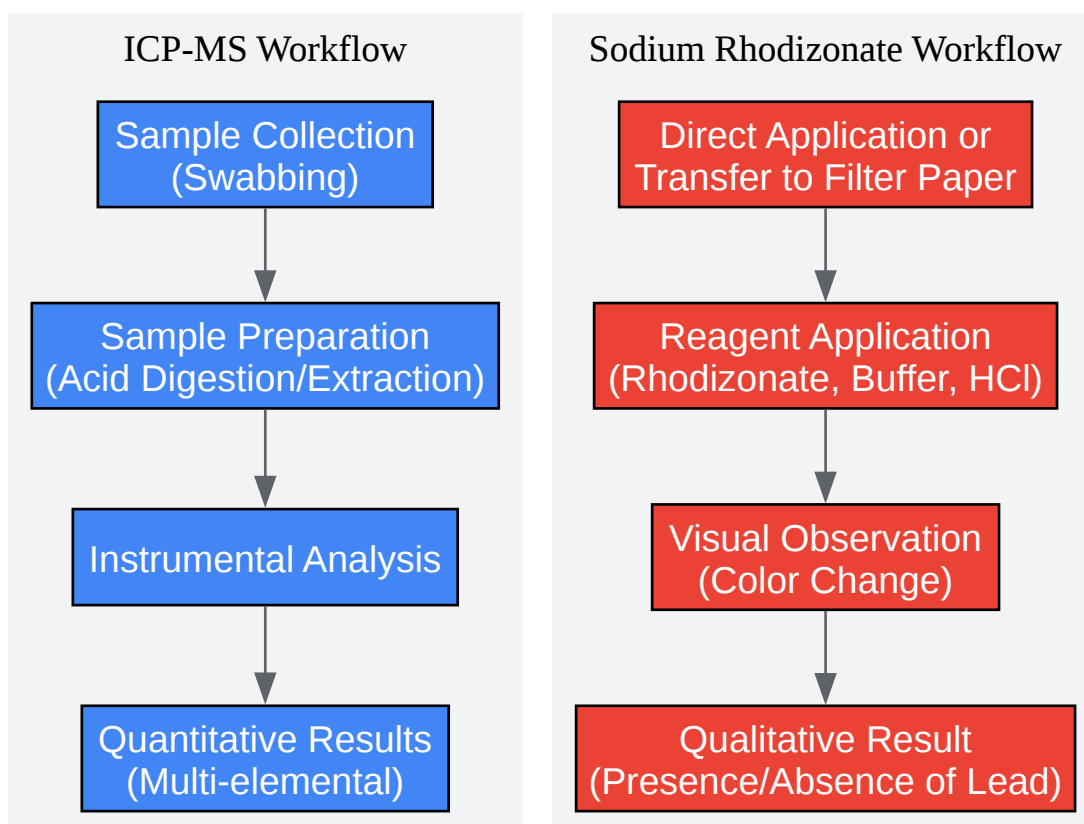 ICP-MS Workflow
Sample Collection
(Swabbing)
Sample Preparation
(Acid Digestion/Extraction)
Instrumental Analysis
Quantitative Results
(Multi-elemental)
Sodium Rhodizonate Workflow
Direct Application or
Transfer to Filter Paper
Reagent Application
(Rhodizonate, Buffer, HCl)
Visual Observation
(Color Change)
Qualitative Result
(Presence/Absence of Lead)